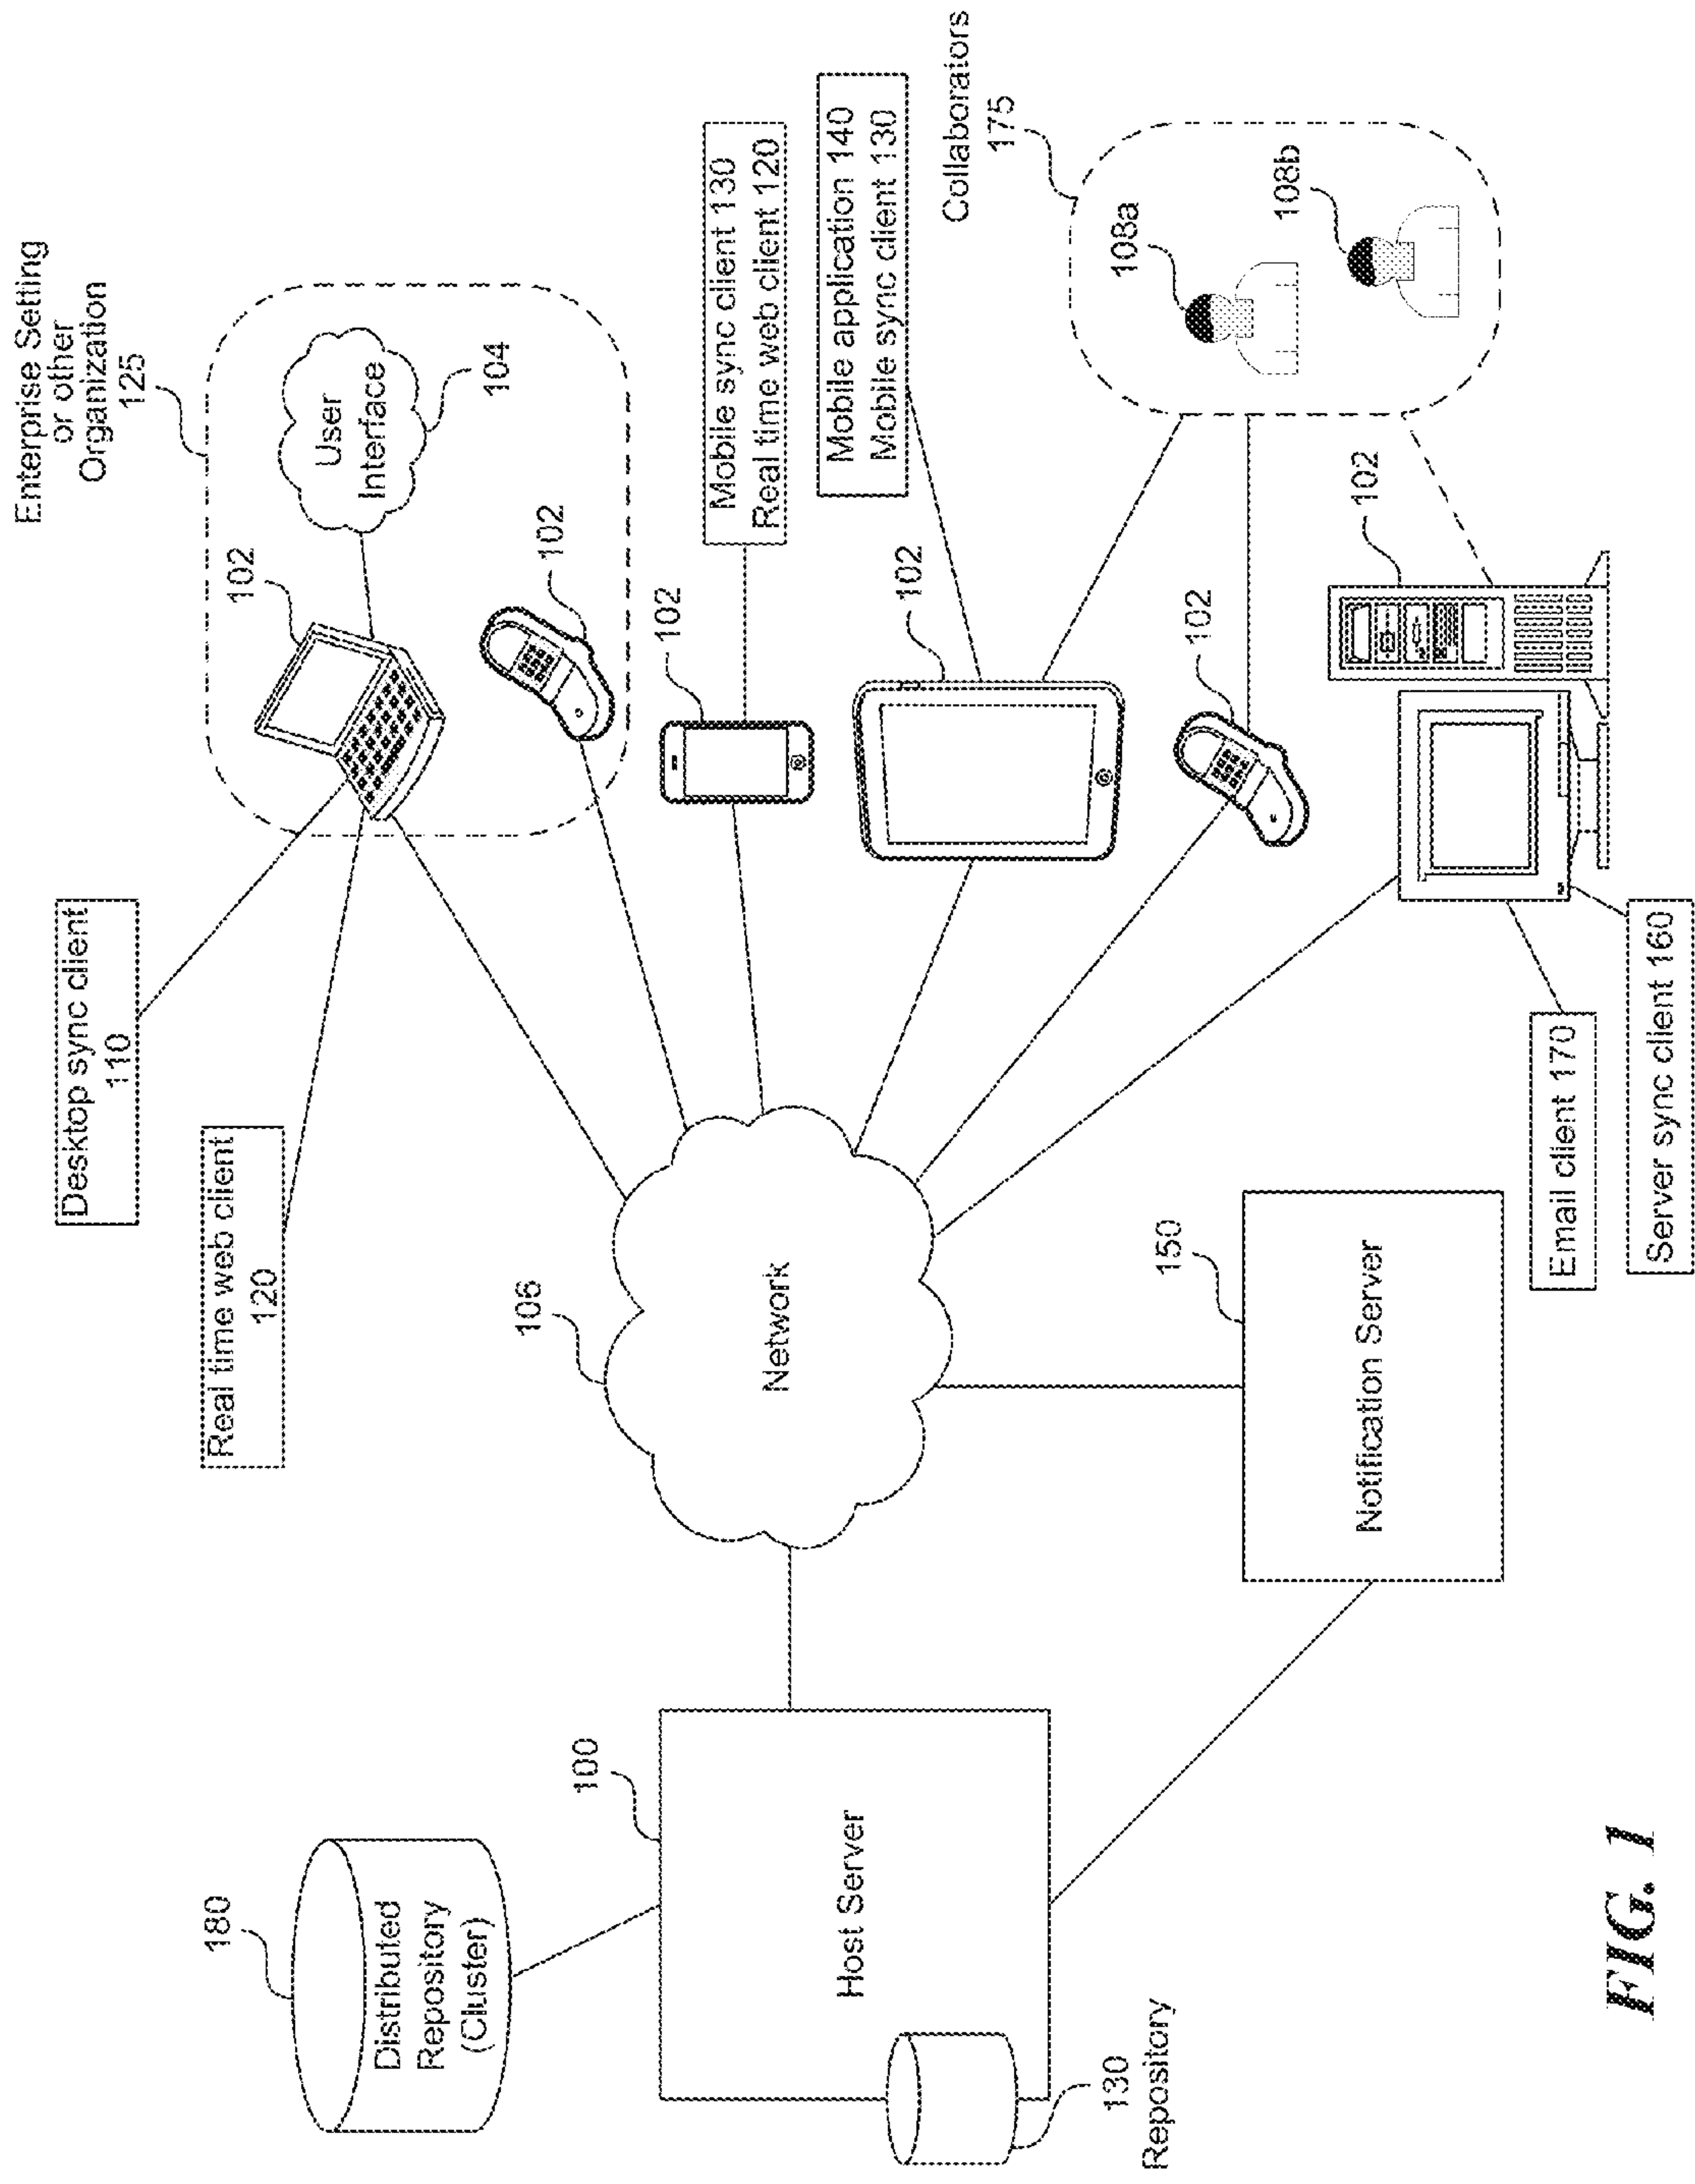 180
Distributed
Repository
(Cluster)
100
Host Server
130
Repository
Desktop sync client
110
Real time web client
120
106
Network
150
Notification Server
Email client 170
Server sync client 160
Enterprise Setting
or other
Organization
125
102
User
Interface
104
102
102
Mobile sync client 130
Real time web client 120
102
Mobile application 140
Mobile sync client 130
102
102
Collaborators
175
108a
108b
FIG. 1